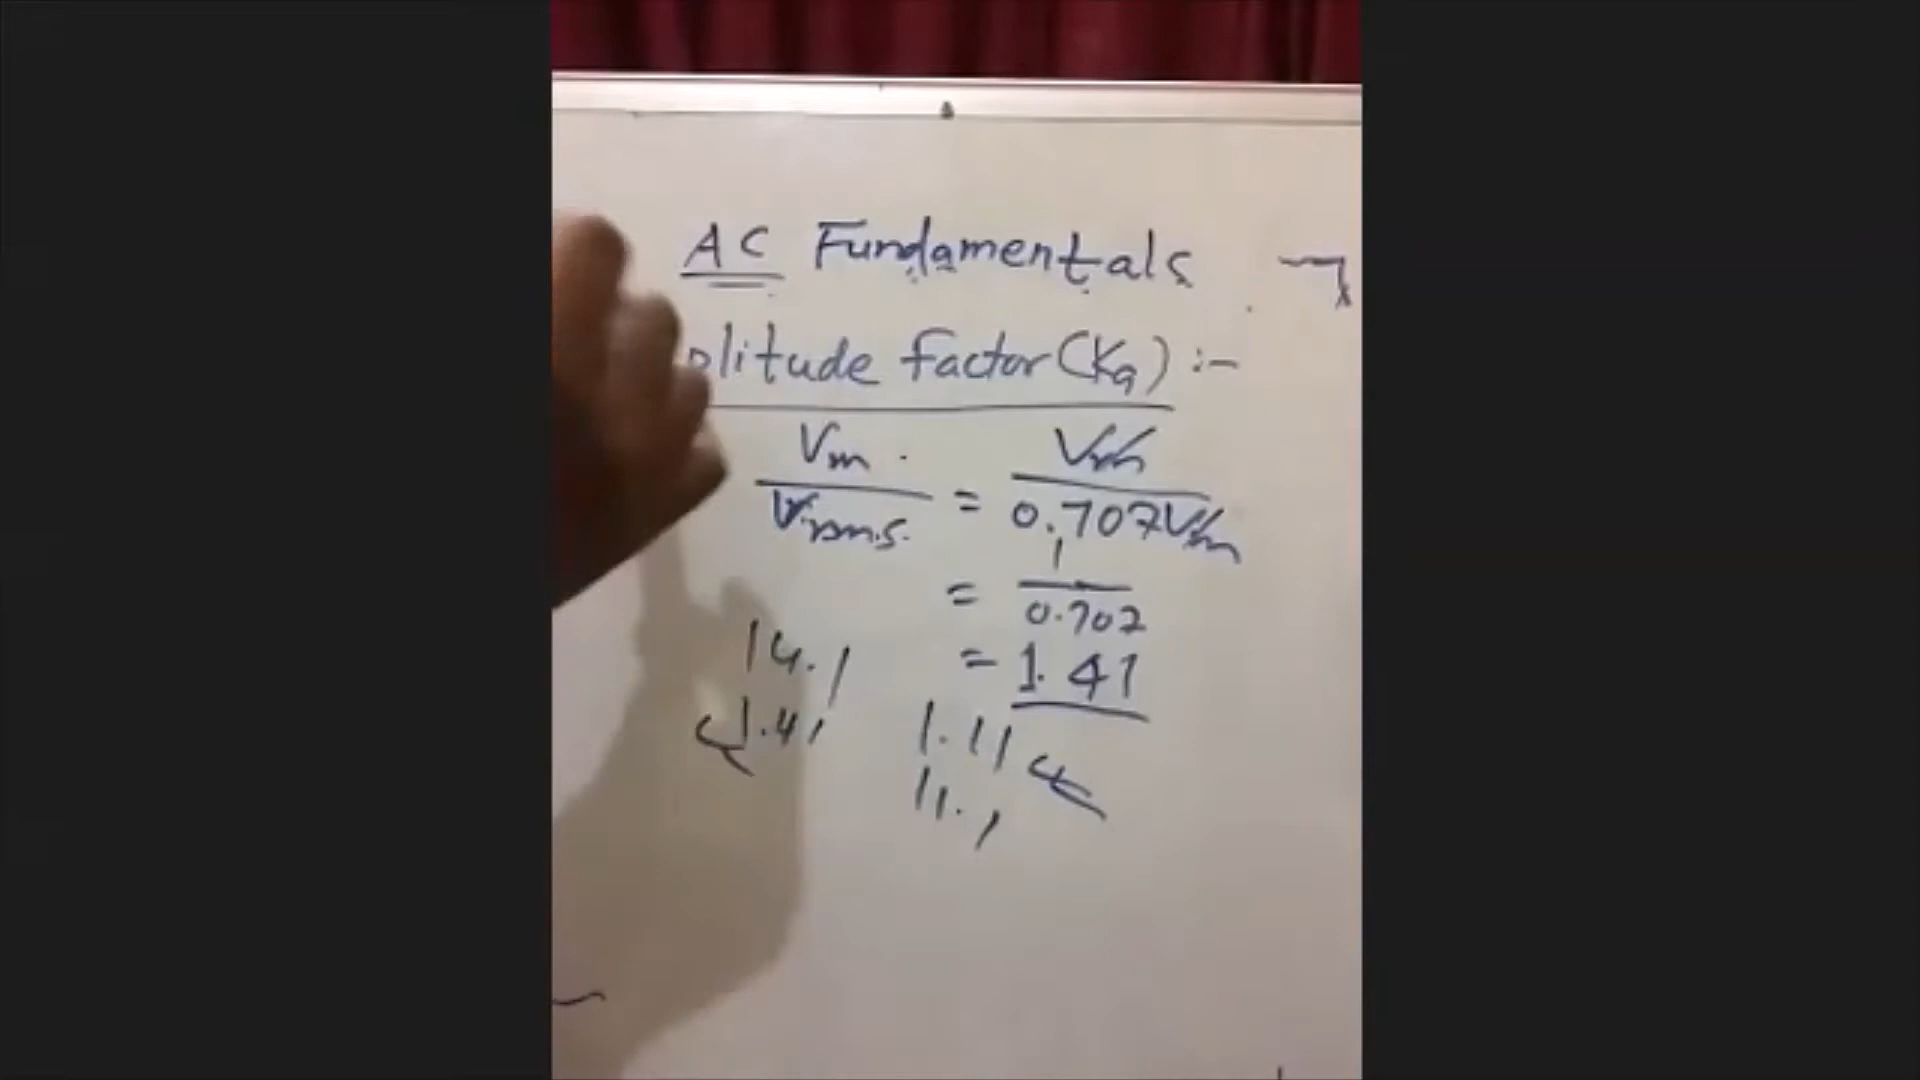 AC Fundamentals
plitude factor (Ka) :-
Vm / Vr.m.s. = Vm / 0.707Vm
= 1 / 0.707
= 1.41
14.1
1.41
1.11
11.1